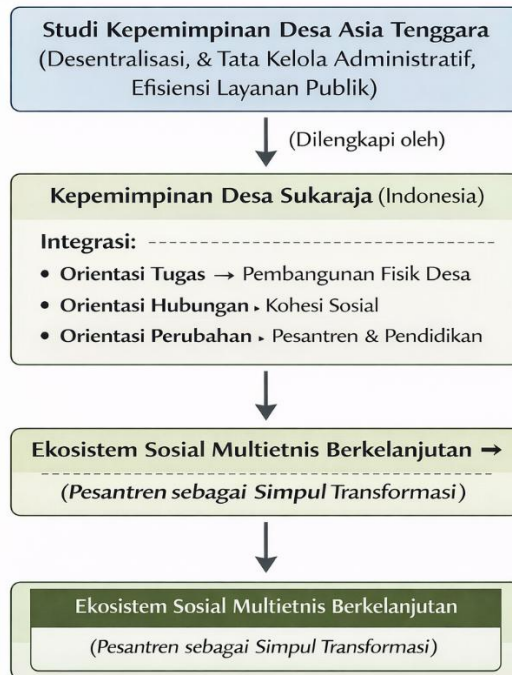 Studi Kepemimpinan Desa Asia Tenggara
(Desentralisasi, & Tata Kelola Administratif,
Efisiensi Layanan Publik)
(Dilengkapi oleh)
Kepemimpinan Desa Sukaraja (Indonesia)
Integrasi:
• Orientasi Tugas → Pembangunan Fisik Desa
• Orientasi Hubungan ▸ Kohesi Sosial
• Orientasi Perubahan ▸ Pesantren & Pendidikan
Ekosistem Sosial Multietnis Berkelanjutan →
(Pesantren sebagai Simpul Transformasi)
Ekosistem Sosial Multietnis Berkelanjutan
(Pesantren sebagai Simpul Transformasi)